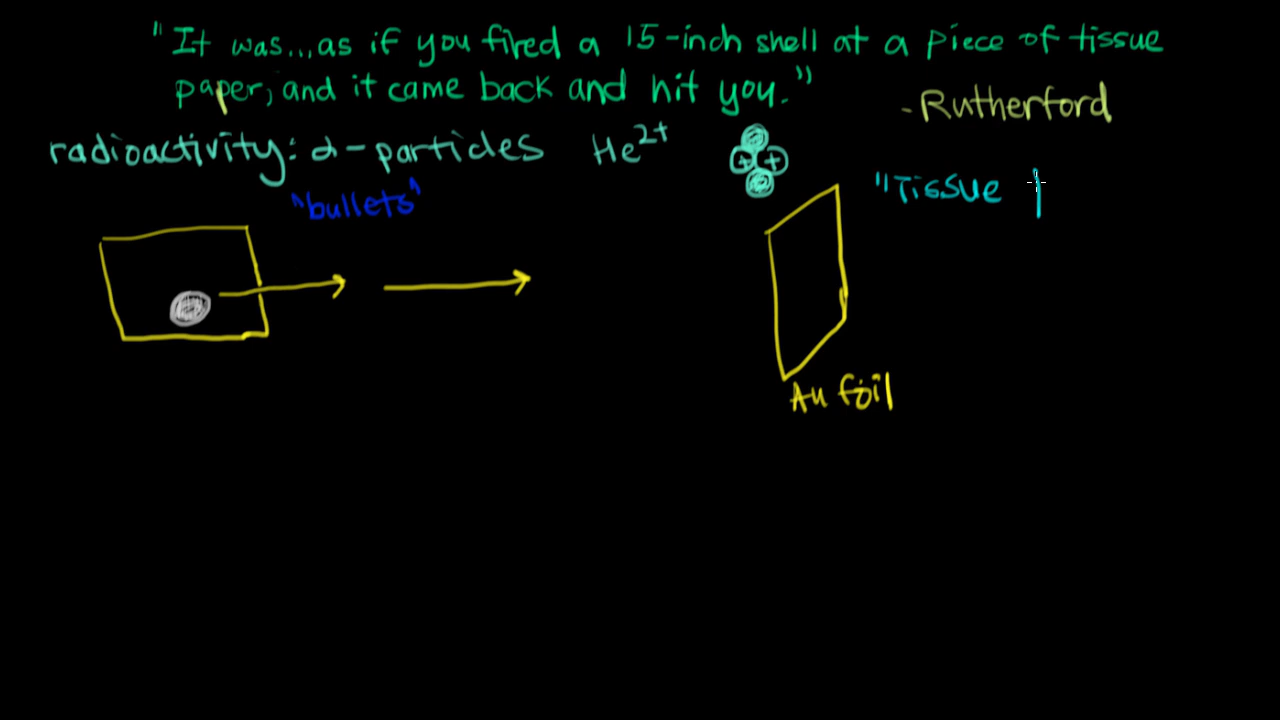 "It was...as if you fired a 15-inch shell at a piece of tissue
paper, and it came back and hit you."
- Rutherford
radioactivity: α-particles He²⁺
+ +
"bullets"
"Tissue
Au foil